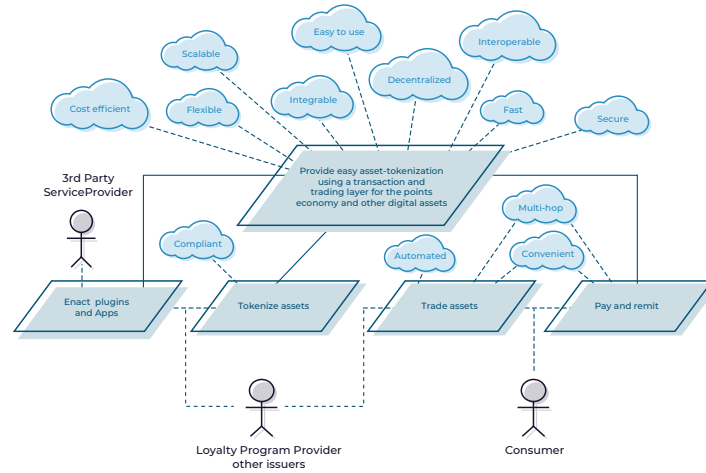 Easy to use
Interoperable
Scalable
Decentralized
Integrable
Cost efficient
Flexible
Fast
Secure
Provide easy asset-tokenization
using a transaction and
trading layer for the points
economy and other digital assets
3rd Party
ServiceProvider
Multi-hop
Compliant
Automated
Convenient
Enact plugins
and Apps
Tokenize assets
Trade assets
Pay and remit
Loyalty Program Provider
other issuers
Consumer